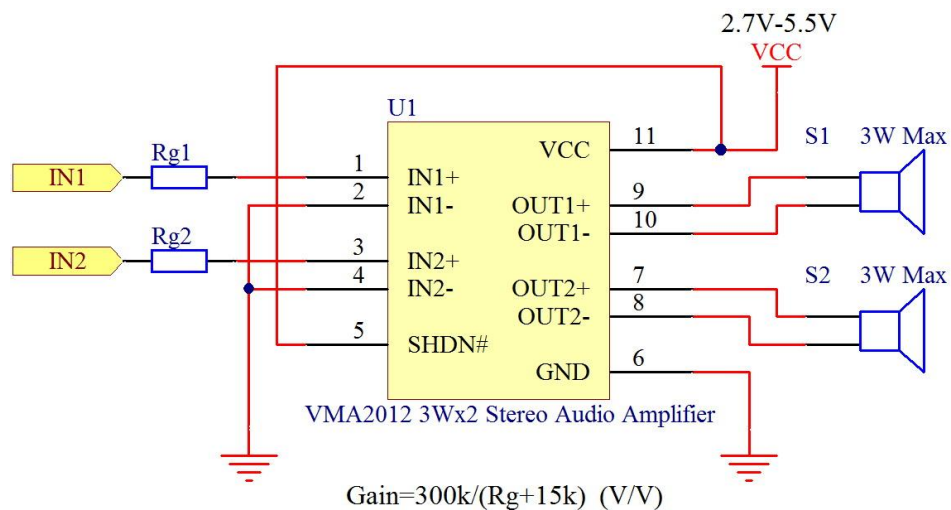 2.7V-5.5V
VCC
U1
S1 3W Max
VCC 11
Rg1
IN1
1 IN1+
2 IN1-
OUT1+ 9
OUT1- 10
Rg2
IN2
3 IN2+
4 IN2-
S2 3W Max
OUT2+ 7
OUT2- 8
5 SHDN#
GND 6
VMA2012 3Wx2 Stereo Audio Amplifier
Gain=300k/(Rg+15k) (V/V)